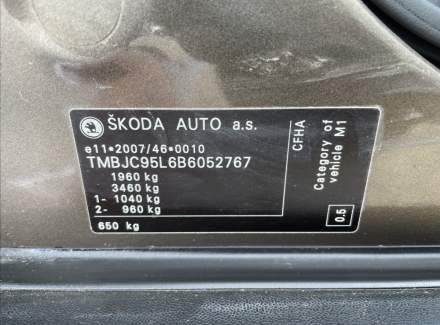 ŠKODA AUTO a.s.
e11*2007/46*0010
TMBJC95L6B6052767
1960 kg
3460 kg
1- 1040 kg
2- 960 kg
650 kg
CFHA
Category of
vehicle M1
0.5